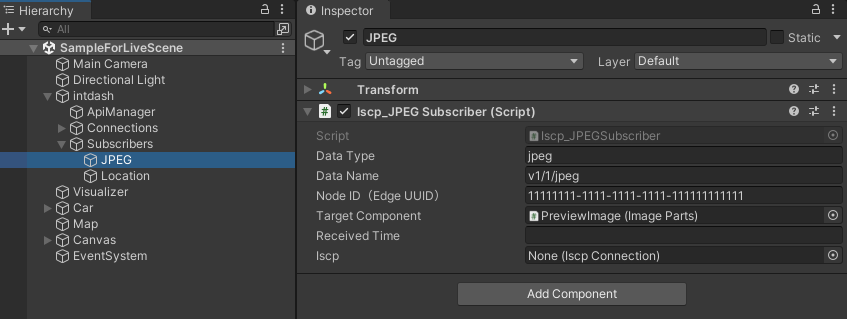 Hierarchy
All
SampleForLiveScene
Main Camera
Directional Light
intdash
ApiManager
Connections
Subscribers
JPEG
Location
Visualizer
Car
Map
Canvas
EventSystem
Inspector
JPEG
Static
Tag Untagged Layer Default
Transform
Iscp_JPEG Subscriber (Script)
Script Iscp_JPEGSubscriber
Data Type jpeg
Data Name v1/1/jpeg
Node ID（Edge UUID） 11111111-1111-1111-1111-111111111111
Target Component PreviewImage (Image Parts)
Received Time
Iscp None (Iscp Connection)
Add Component